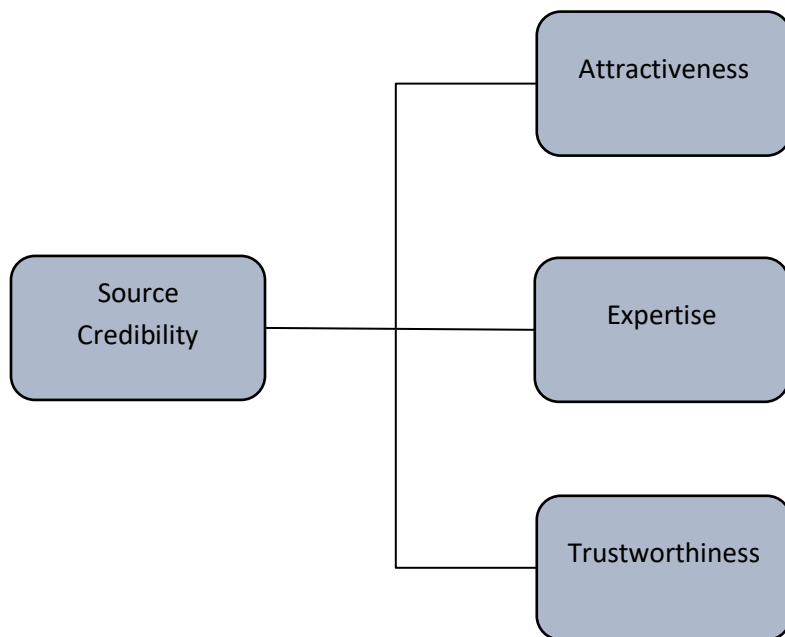 Attractiveness
Source
Credibility
Expertise
Trustworthiness